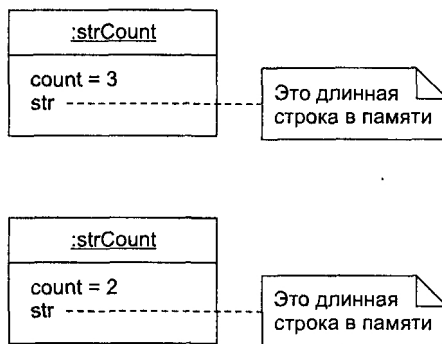 :strCount
count = 3
str
Это длинная
строка в памяти
:strCount
count = 2
str
Это длинная
строка в памяти